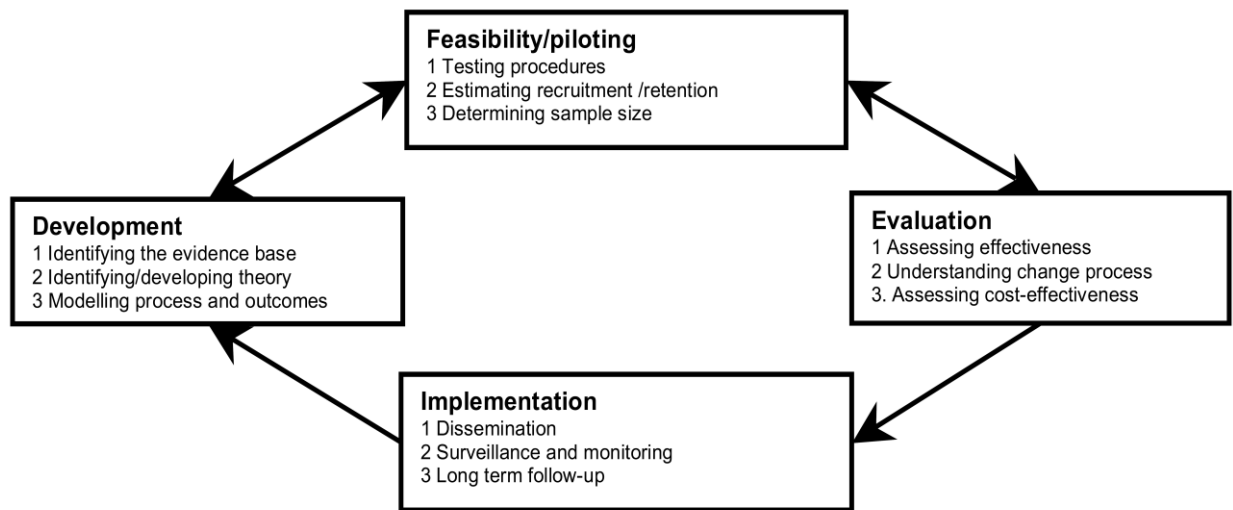 Feasibility/piloting
1 Testing procedures
2 Estimating recruitment /retention
3 Determining sample size
Development
1 Identifying the evidence base
2 Identifying/developing theory
3 Modelling process and outcomes
Evaluation
1 Assessing effectiveness
2 Understanding change process
3. Assessing cost-effectiveness
Implementation
1 Dissemination
2 Surveillance and monitoring
3 Long term follow-up